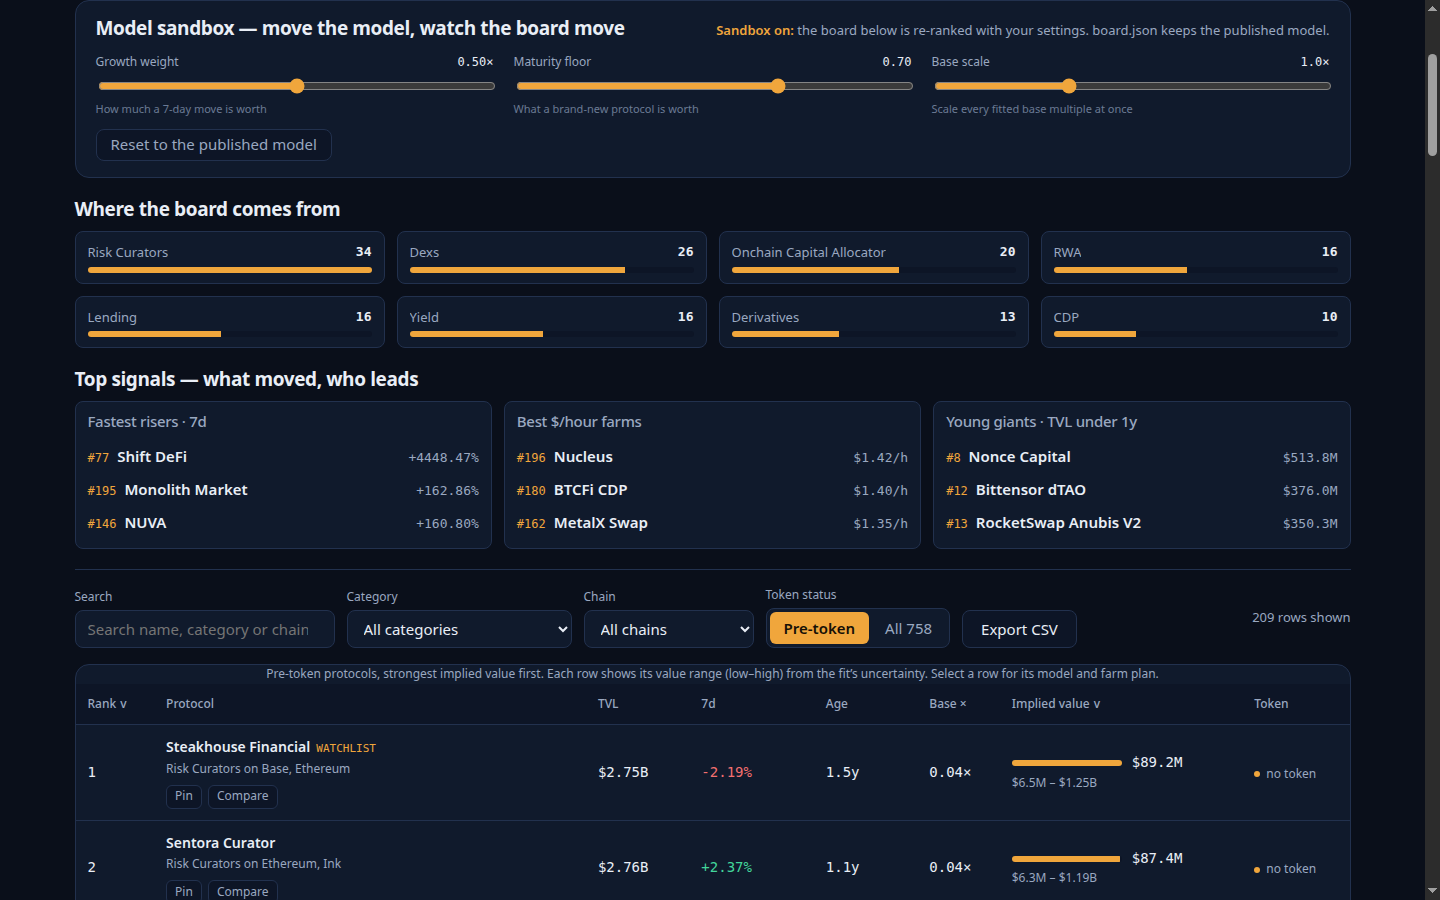 Model sandbox — move the model, watch the board move
Sandbox on: the board below is re-ranked with your settings. board.json keeps the published model.
Growth weight 0.50×
Maturity floor 0.70
Base scale 1.0×
How much a 7-day move is worth
What a brand-new protocol is worth
Scale every fitted base multiple at once
Reset to the published model
Where the board comes from
Risk Curators 34
Dexs 26
Onchain Capital Allocator 20
RWA 16
Lending 16
Yield 16
Derivatives 13
CDP 10
Top signals — what moved, who leads
Fastest risers · 7d
#77 Shift DeFi +4448.47%
#195 Monolith Market +162.86%
#146 NUVA +160.80%
Best $/hour farms
#196 Nucleus $1.42/h
#180 BTCFi CDP $1.40/h
#162 MetalX Swap $1.35/h
Young giants · TVL under 1y
#8 Nonce Capital $513.8M
#12 Bittensor dTAO $376.0M
#13 RocketSwap Anubis V2 $350.3M
Search
Search name, category or chain
Category
All categories
Chain
All chains
Token status
Pre-token All 758
Export CSV
209 rows shown
Pre-token protocols, strongest implied value first. Each row shows its value range (low–high) from the fit's uncertainty. Select a row for its model and farm plan.
Rank v Protocol TVL 7d Age Base × Implied value v Token
1
Steakhouse Financial WATCHLIST
Risk Curators on Base, Ethereum
Pin Compare
$2.75B -2.19% 1.5y 0.04× $89.2M
$6.5M – $1.25B
no token
2
Sentora Curator
Risk Curators on Ethereum, Ink
Pin Compare
$2.76B +2.37% 1.1y 0.04× $87.4M
$6.3M – $1.19B
no token